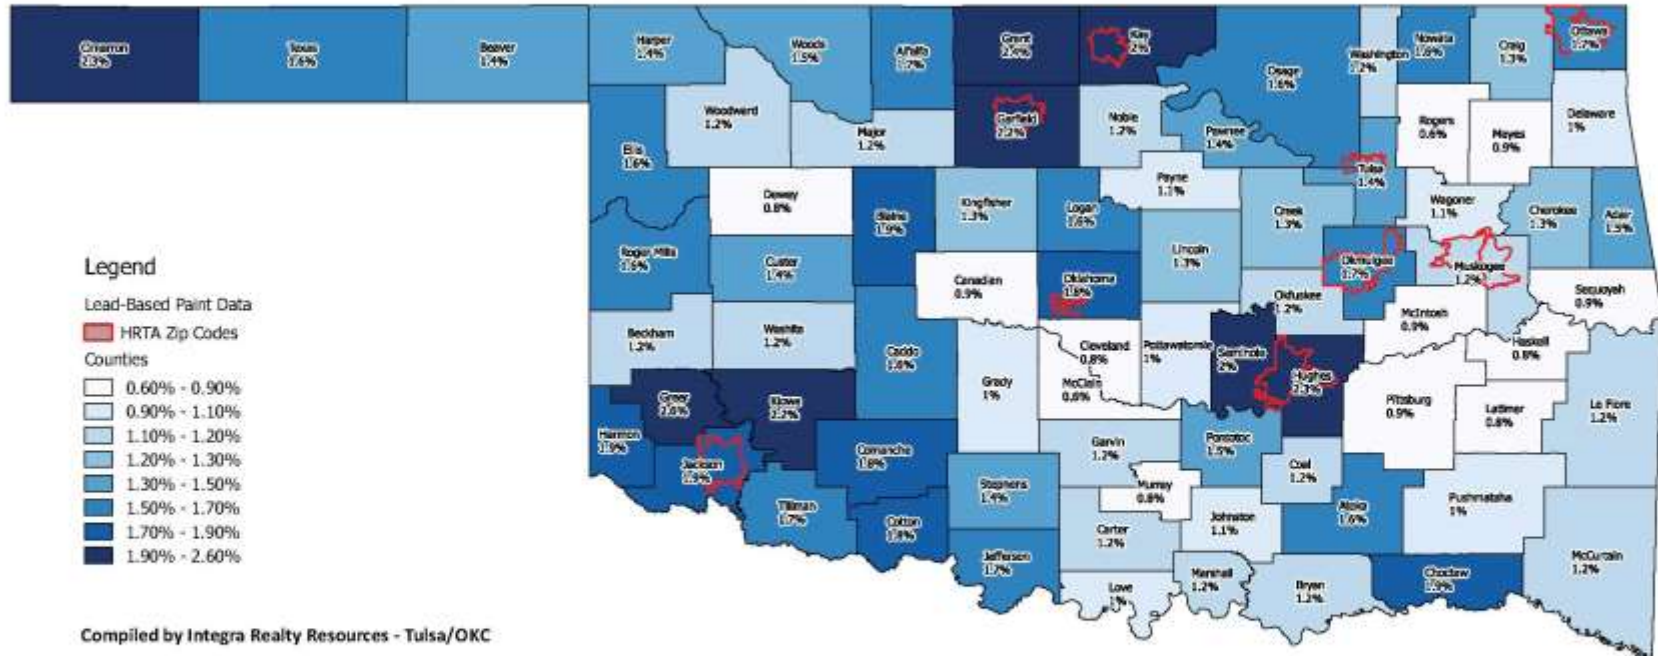 Cimarron
2.3%
Texas
1.6%
Beaver
1.4%
Harper
1.4%
Woods
1.5%
Alfalfa
1.7%
Grant
2.4%
Kay
2%
Osage
1.6%
Washington
1.2%
Nowata
1.6%
Craig
1.3%
Ottawa
1.7%
Woodward
1.2%
Major
1.2%
Garfield
2.2%
Noble
1.2%
Pawnee
1.4%
Rogers
0.6%
Mayes
0.9%
Delaware
1%
Ellis
1.6%
Dewey
0.8%
Blaine
1.9%
Kingfisher
1.3%
Logan
1.6%
Payne
1.1%
Creek
1.3%
Tulsa
1.4%
Wagoner
1.1%
Cherokee
1.3%
Adair
1.5%
Roger Mills
1.6%
Custer
1.4%
Canadian
0.9%
Oklahoma
1.8%
Lincoln
1.3%
Okfuskee
1.2%
Okmulgee
1.7%
Muskogee
1.2%
McIntosh
0.9%
Sequoyah
0.9%
Beckham
1.2%
Washita
1.2%
Caddo
1.6%
Grady
1%
Cleveland
0.8%
McClain
Pottawatomie
1%
Seminole
2%
Hughes
2.3%
Pittsburg
0.9%
Haskell
0.8%
Latimer
0.8%
Le Flore
1.2%
Greer
2.6%
Kiowa
2.2%
Harmon
1.9%
Jackson
1.9%
Comanche
1.8%
Tillman
1.7%
Cotton
1.8%
Stephens
1.4%
Jefferson
1.7%
Garvin
1.2%
Murray
0.8%
Pontotoc
1.5%
Coal
1.2%
Carter
1.2%
Johnston
1.1%
Atoka
1.6%
Pushmataha
1%
Love
1%
Marshall
1.2%
Bryan
1.2%
Choctaw
1.9%
McCurtain
1.2%
Legend
Lead-Based Paint Data
HRTA Zip Codes
Counties
0.60% - 0.90%
0.90% - 1.10%
1.10% - 1.20%
1.20% - 1.30%
1.30% - 1.50%
1.50% - 1.70%
1.70% - 1.90%
1.90% - 2.60%
Compiled by Integra Realty Resources - Tulsa/OKC